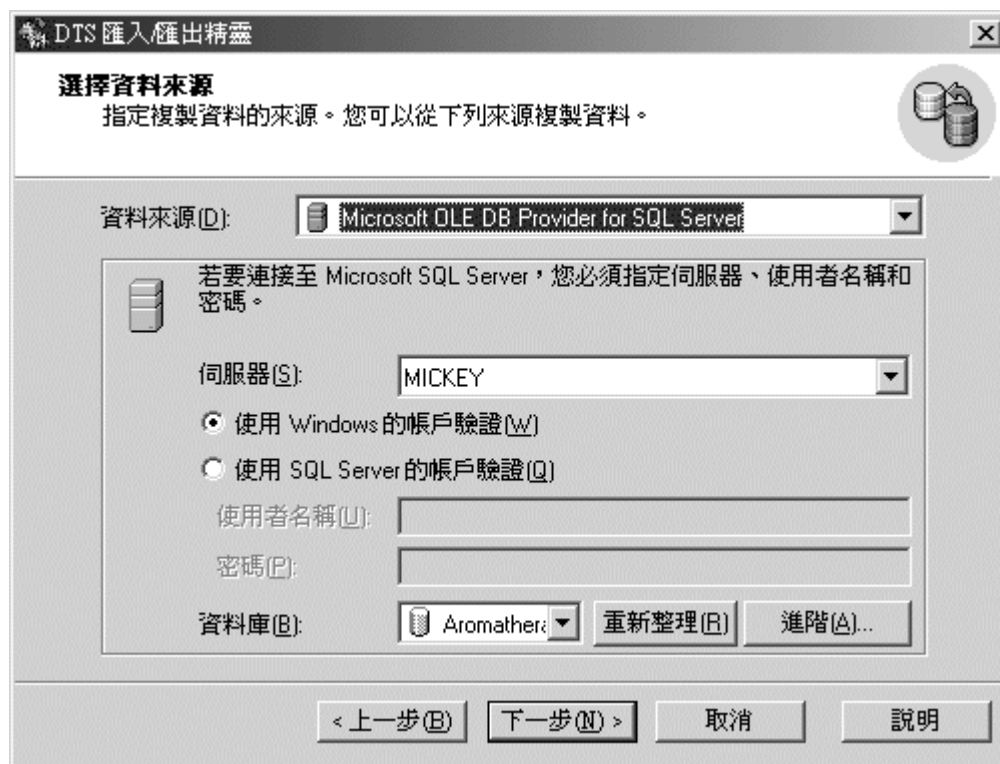 DTS 匯入/匯出精靈
選擇資料來源
指定複製資料的來源。您可以從下列來源複製資料。
資料來源(D):
Microsoft OLE DB Provider for SQL Server
若要連接至 Microsoft SQL Server，您必須指定伺服器、使用者名稱和
密碼。
伺服器(S):
MICKEY
使用 Windows 的帳戶驗證(W)
使用 SQL Server 的帳戶驗證(Q)
使用者名稱(U):
密碼(P):
資料庫(B):
Aromathera
重新整理(R)
進階(A)...
< 上一步(B)
下一步(N) >
取消
說明